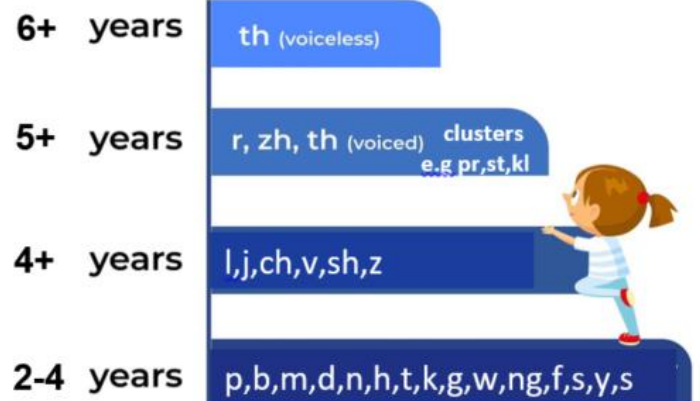 6+ years th (voiceless)
5+ years r, zh, th (voiced) clusters
e.g pr,st,kl
4+ years l,j,ch,v,sh,z
2-4 years p,b,m,d,n,h,t,k,g,w,ng,f,s,y,s